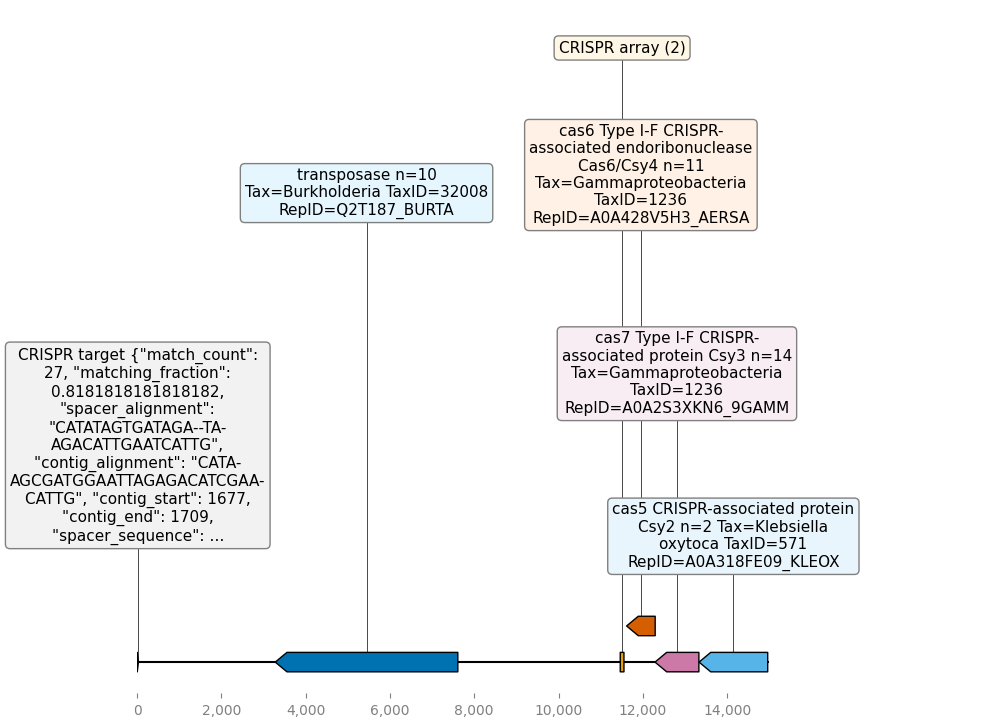 CRISPR array (2)
cas6 Type I-F CRISPR-
associated endoribonuclease
Cas6/Csy4 n=11
Tax=Gammaproteobacteria
TaxID=1236
RepID=A0A428V5H3_AERSA
transposase n=10
Tax=Burkholderia TaxID=32008
RepID=Q2T187_BURTA
cas7 Type I-F CRISPR-
associated protein Csy3 n=14
Tax=Gammaproteobacteria
TaxID=1236
RepID=A0A2S3XKN6_9GAMM
CRISPR target {"match_count":
27, "matching_fraction":
0.8181818181818182,
"spacer_alignment":
"CATATAGTGATAGA--TA-
AGACATTGAATCATTG",
"contig_alignment": "CATA-
AGCGATGGAATTAGAGACATCGAA-
CATTG", "contig_start": 1677,
"contig_end": 1709,
"spacer_sequence": ...
cas5 CRISPR-associated protein
Csy2 n=2 Tax=Klebsiella
oxytoca TaxID=571
RepID=A0A318FE09_KLEOX
0 2,000 4,000 6,000 8,000 10,000 12,000 14,000